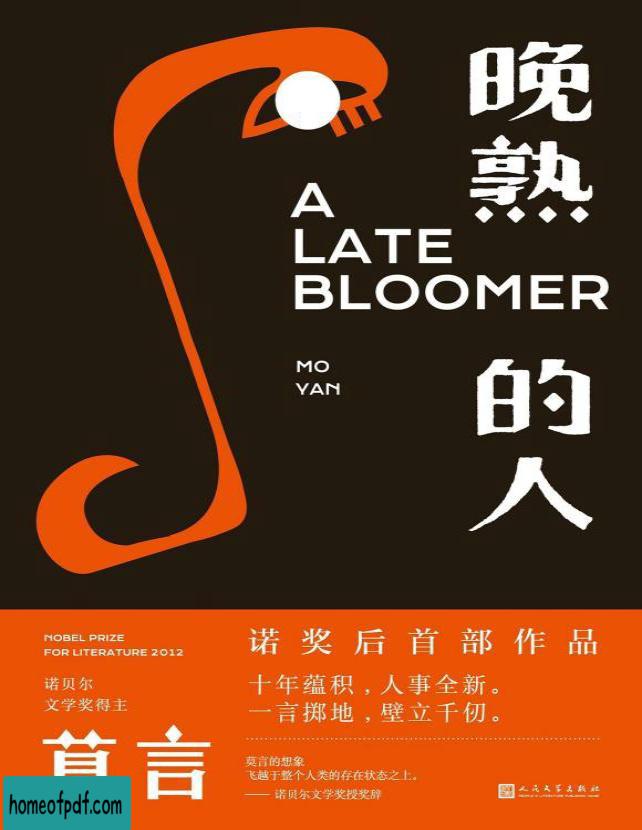 晚熟的人
A
LATE
BLOOMER
MO
YAN
NOBEL PRIZE
FOR LITERATURE 2012
诺贝尔
文学奖得主
莫言
诺奖后首部作品
十年蕴积，人事全新。
一言掷地，壁立千仞。
莫言的想象
飞越于整个人类的存在状态之上。
—— 诺贝尔文学奖授奖辞
人民文学出版社
PEOPLE'S LITERATURE PUBLISHING HOUSE
homeofpdf.com